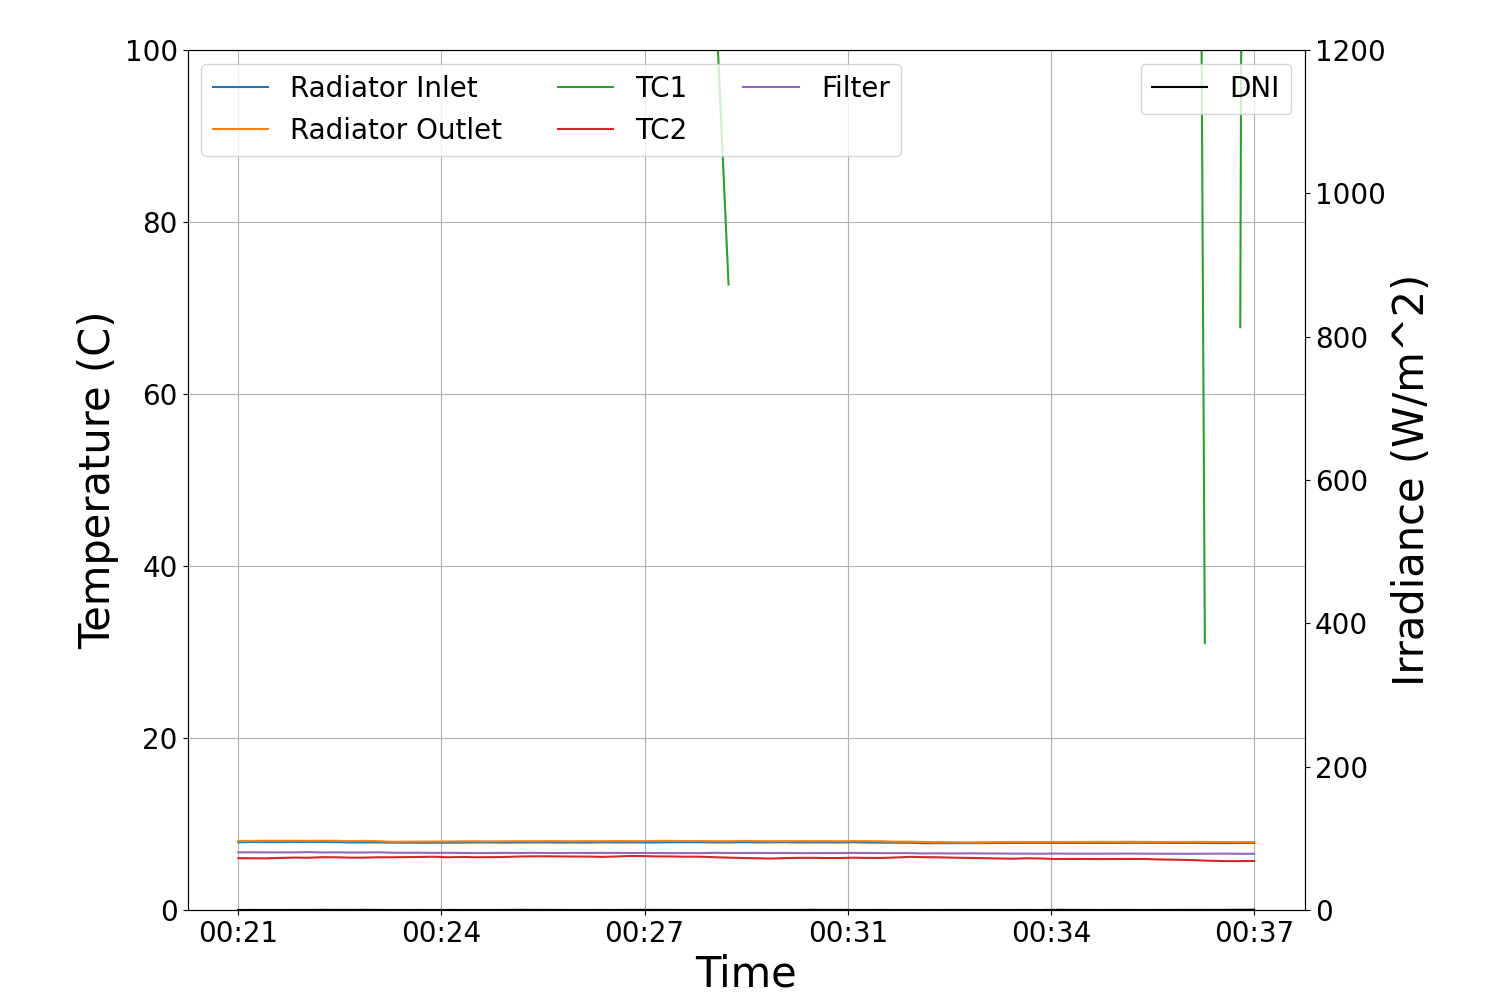 100
80
60
40
20
0
Temperature (C)
Radiator Inlet
Radiator Outlet
TC1
TC2
Filter
DNI
1200
1000
800
600
400
200
0
Irradiance (W/m^2)
00:21 00:24 00:27 00:31 00:34 00:37
Time